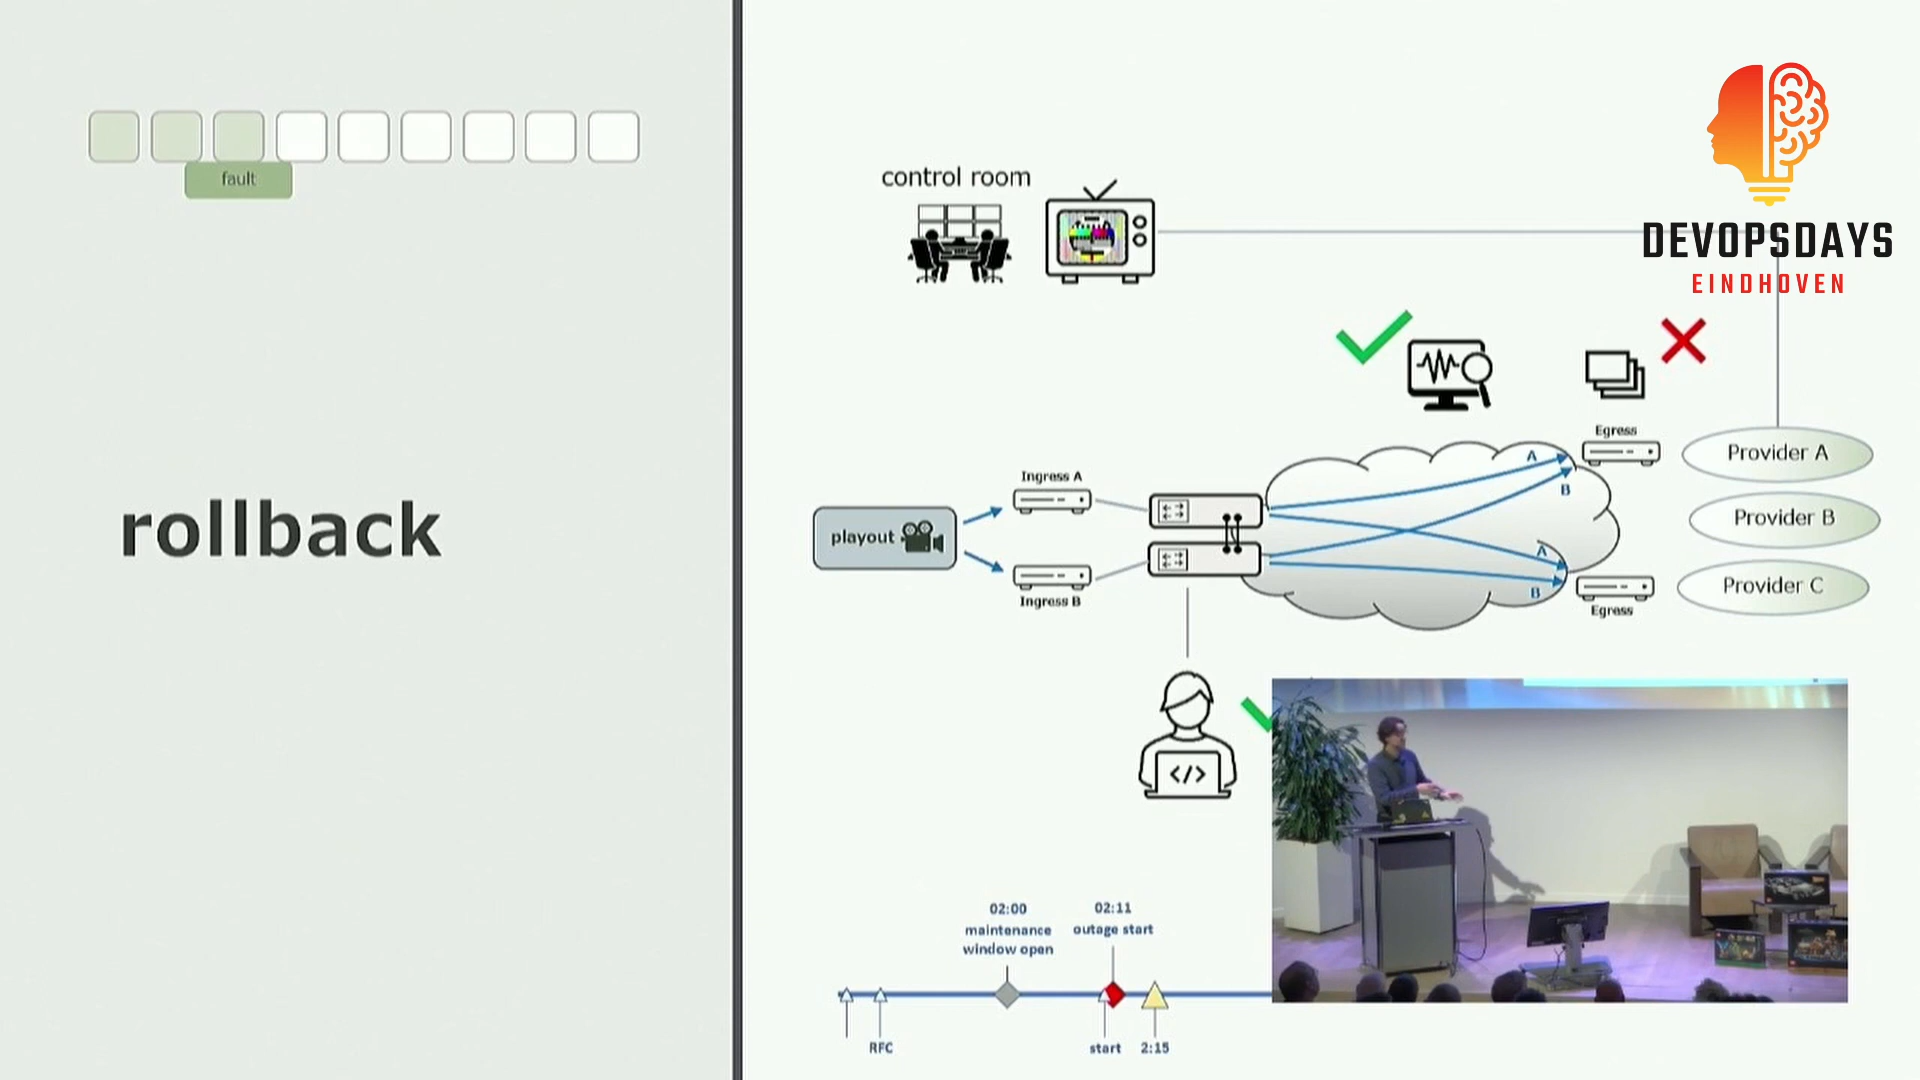 fault
rollback
control room
DEVOPSDAYS
EINDHOVEN
Egress
Provider A
A
B
Ingress A
Provider B
playout
A
Provider C
B
Ingress B
Egress
</>
02:00
maintenance
window open
02:11
outage start
RFC
start
2:15